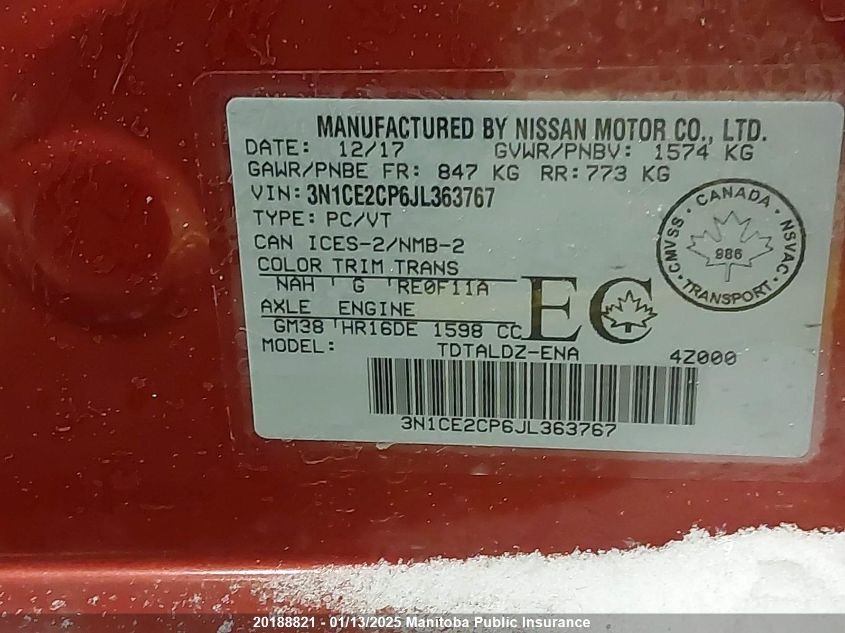 MANUFACTURED BY NISSAN MOTOR CO., LTD.
DATE: 12/17 GVWR/PNBV: 1574 KG
GAWR/PNBE FR: 847 KG RR: 773 KG
VIN: 3N1CE2CP6JL363767
TYPE: PC/VT
CAN ICES-2/NMB-2
COLOR TRIM TRANS
NAH G RE0F11A
AXLE ENGINE
GM38 HR16DE 1598 CC
EC
MODEL: TDTALDZ-ENA 4Z000
3N1CE2CP6JL363767
CMVSS • CANADA • NSVAC • TRANSPORT •
986
20188821 - 01/13/2025 Manitoba Public Insurance